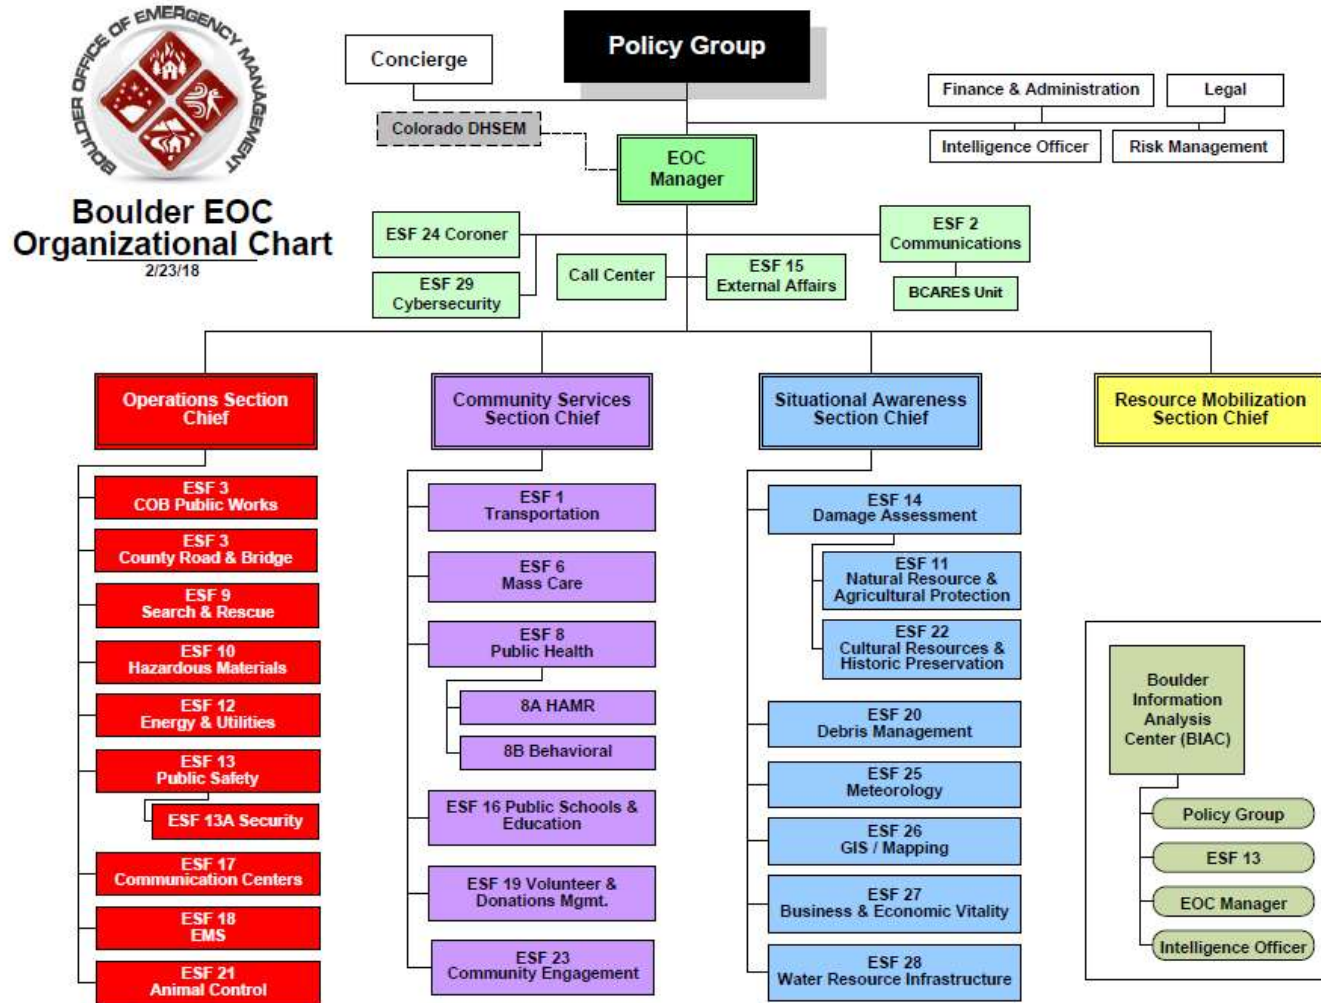 BOULDER OFFICE OF EMERGENCY MANAGEMENT
Boulder EOC
Organizational Chart
2/23/18
Policy Group
Concierge
Colorado DHSEM
Finance & Administration
Legal
Intelligence Officer
Risk Management
EOC
Manager
ESF 24 Coroner
ESF 29
Cybersecurity
Call Center
ESF 15
External Affairs
ESF 2
Communications
BCARES Unit
Operations Section
Chief
ESF 3
COB Public Works
ESF 3
County Road & Bridge
ESF 9
Search & Rescue
ESF 10
Hazardous Materials
ESF 12
Energy & Utilities
ESF 13
Public Safety
ESF 13A Security
ESF 17
Communication Centers
ESF 18
EMS
ESF 21
Animal Control
Community Services
Section Chief
ESF 1
Transportation
ESF 6
Mass Care
ESF 8
Public Health
8A HAMR
8B Behavioral
ESF 16 Public Schools &
Education
ESF 19 Volunteer &
Donations Mgmt.
ESF 23
Community Engagement
Situational Awareness
Section Chief
ESF 14
Damage Assessment
ESF 11
Natural Resource &
Agricultural Protection
ESF 22
Cultural Resources &
Historic Preservation
ESF 20
Debris Management
ESF 25
Meteorology
ESF 26
GIS / Mapping
ESF 27
Business & Economic Vitality
ESF 28
Water Resource Infrastructure
Resource Mobilization
Section Chief
Boulder
Information
Analysis
Center (BIAC)
Policy Group
ESF 13
EOC Manager
Intelligence Officer